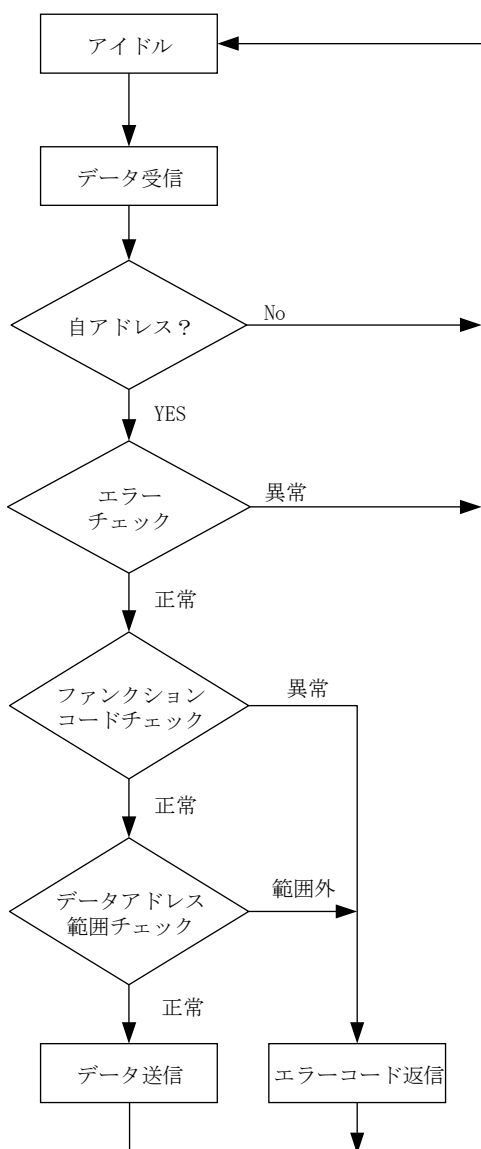 アイドル
データ受信
自アドレス？
No
YES
エラー
チェック
異常
正常
ファンクション
コードチェック
異常
正常
データアドレス
範囲チェック
範囲外
正常
データ送信
エラーコード返信